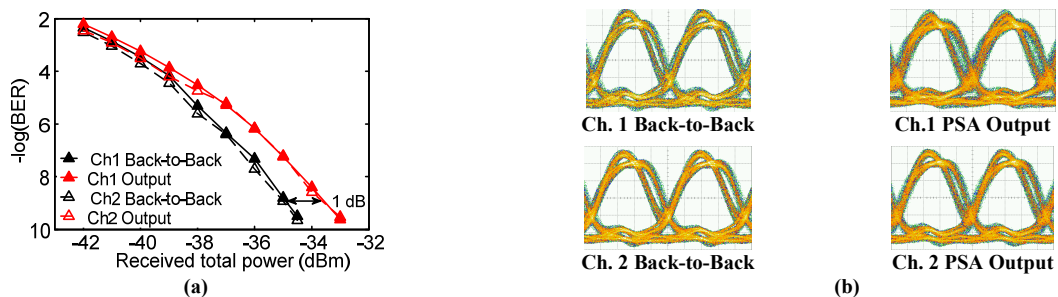 2
4
6
8
10
-log(BER)
Ch1 Back-to-Back
Ch1 Output
Ch2 Back-to-Back
Ch2 Output
1 dB
-42 -40 -38 -36 -34 -32
Received total power (dBm)
(a)
Ch. 1 Back-to-Back
Ch.1 PSA Output
Ch. 2 Back-to-Back
Ch. 2 PSA Output
(b)